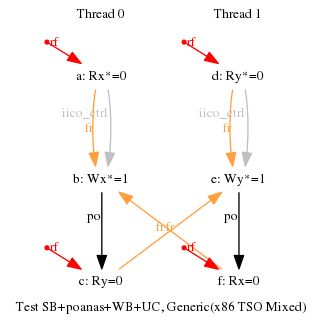 Thread 0 Thread 1
rf rf
a: Rx*=0 d: Ry*=0
iico_ctrl iico_ctrl
fr fr
b: Wx*=1 e: Wy*=1
po fr fr po
rf rf
c: Ry=0 f: Rx=0
Test SB+poanas+WB+UC, Generic(x86 TSO Mixed)